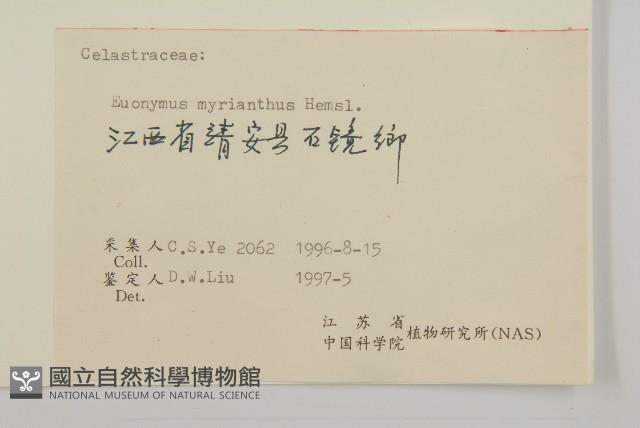 Celastraceae:
Euonymus myrianthus Hemsl.
江西省靖安县石镜鄉
采集人 C.S.Ye 2062 1996-8-15
Coll.
鉴定人 D.W.Liu 1997-5
Det.
江苏省
中国科学院 植物研究所(NAS)
國立自然科學博物館
NATIONAL MUSEUM OF NATURAL SCIENCE